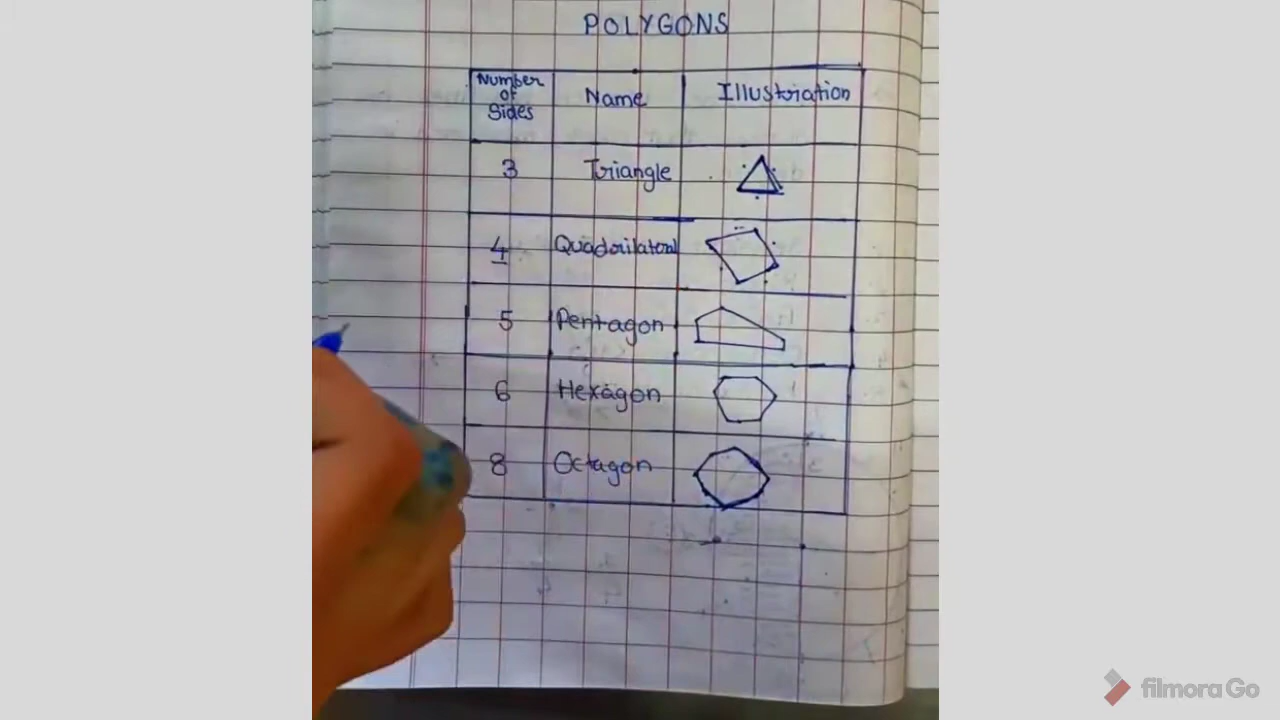 POLYGONS
Number of Sides Name Illustration
3 Triangle
4 Quadrilateral
5 Pentagon
6 Hexagon
8 Octagon
filmora Go